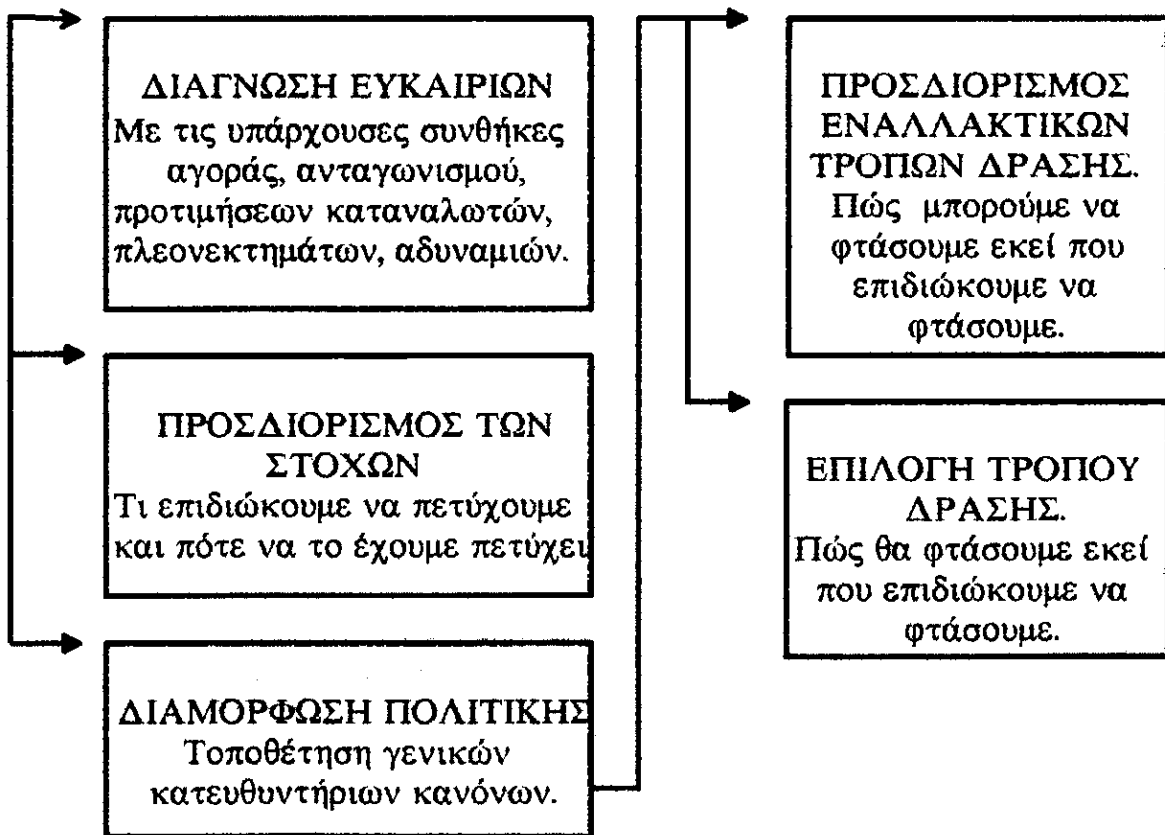 ΔΙΑΓΝΩΣΗ ΕΥΚΑΙΡΙΩΝ
Με τις υπάρχουσες συνθήκες
αγοράς, ανταγωνισμού,
προτιμήσεων καταναλωτών,
πλεονεκτημάτων, αδυναμιών.
ΠΡΟΣΔΙΟΡΙΣΜΟΣ ΤΩΝ
ΣΤΟΧΩΝ
Τι επιδιώκουμε να πετύχουμε
και πότε να το έχουμε πετύχει
ΔΙΑΜΟΡΦΩΣΗ ΠΟΛΙΤΙΚΗΣ
Τοποθέτηση γενικών
κατευθυντήριων κανόνων.
ΠΡΟΣΔΙΟΡΙΣΜΟΣ
ΕΝΑΛΛΑΚΤΙΚΩΝ
ΤΡΟΠΩΝ ΔΡΑΣΗΣ.
Πώς μπορούμε να
φτάσουμε εκεί που
επιδιώκουμε να
φτάσουμε.
ΕΠΙΛΟΓΗ ΤΡΟΠΟΥ
ΔΡΑΣΗΣ.
Πώς θα φτάσουμε εκεί
που επιδιώκουμε να
φτάσουμε.